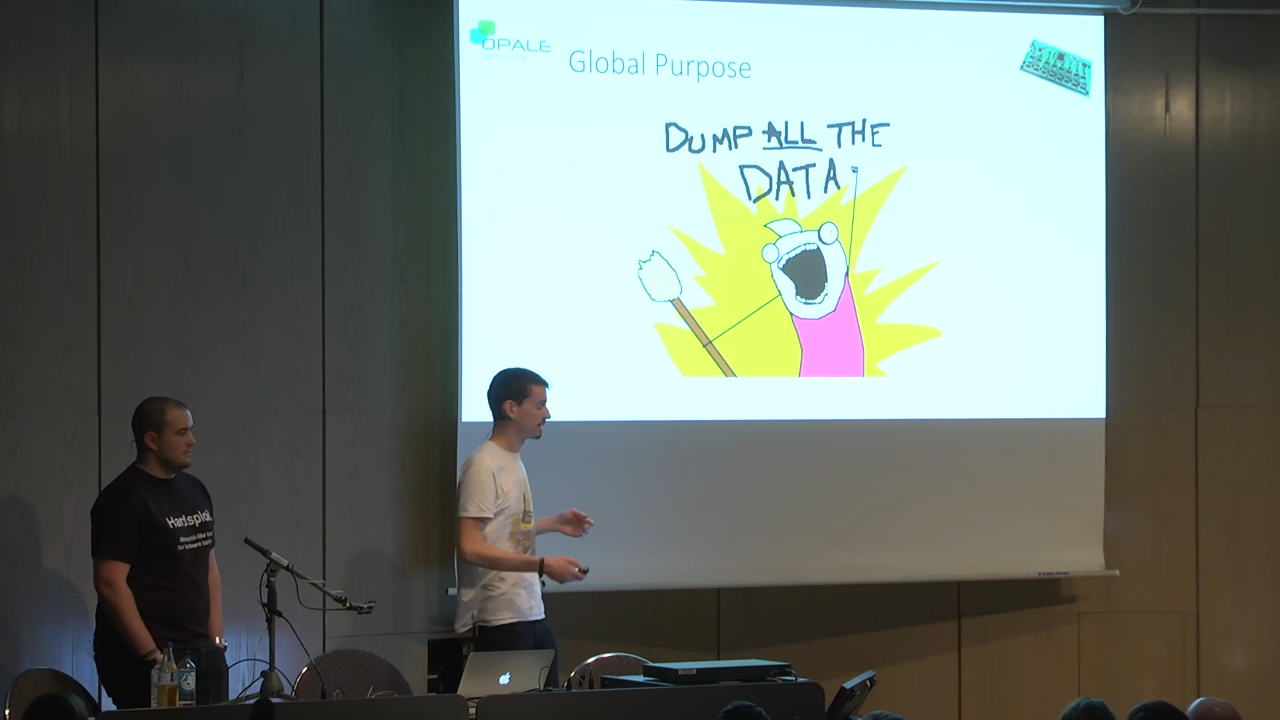 OPALE
Global Purpose
DUMP ALL THE
DATA
Hardsploit